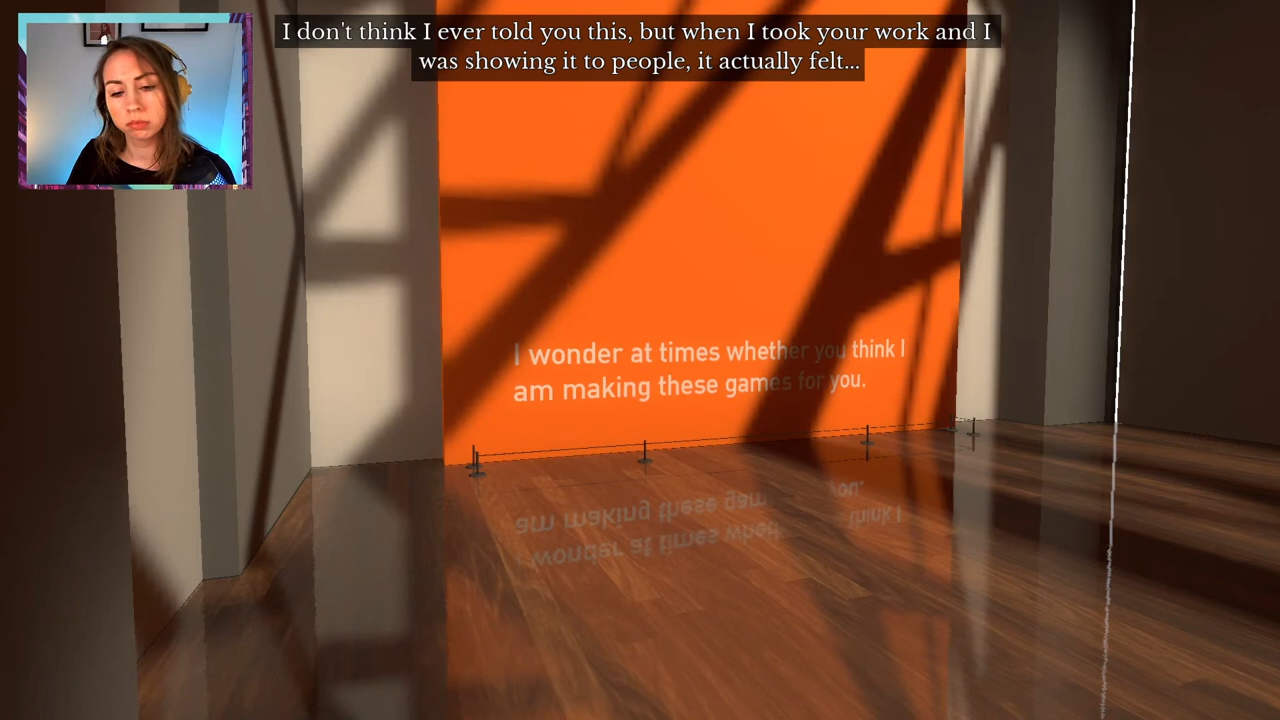 I don't think I ever told you this, but when I took your work and I
was showing it to people, it actually felt...
I wonder at times whether you think I
am making these games for you.